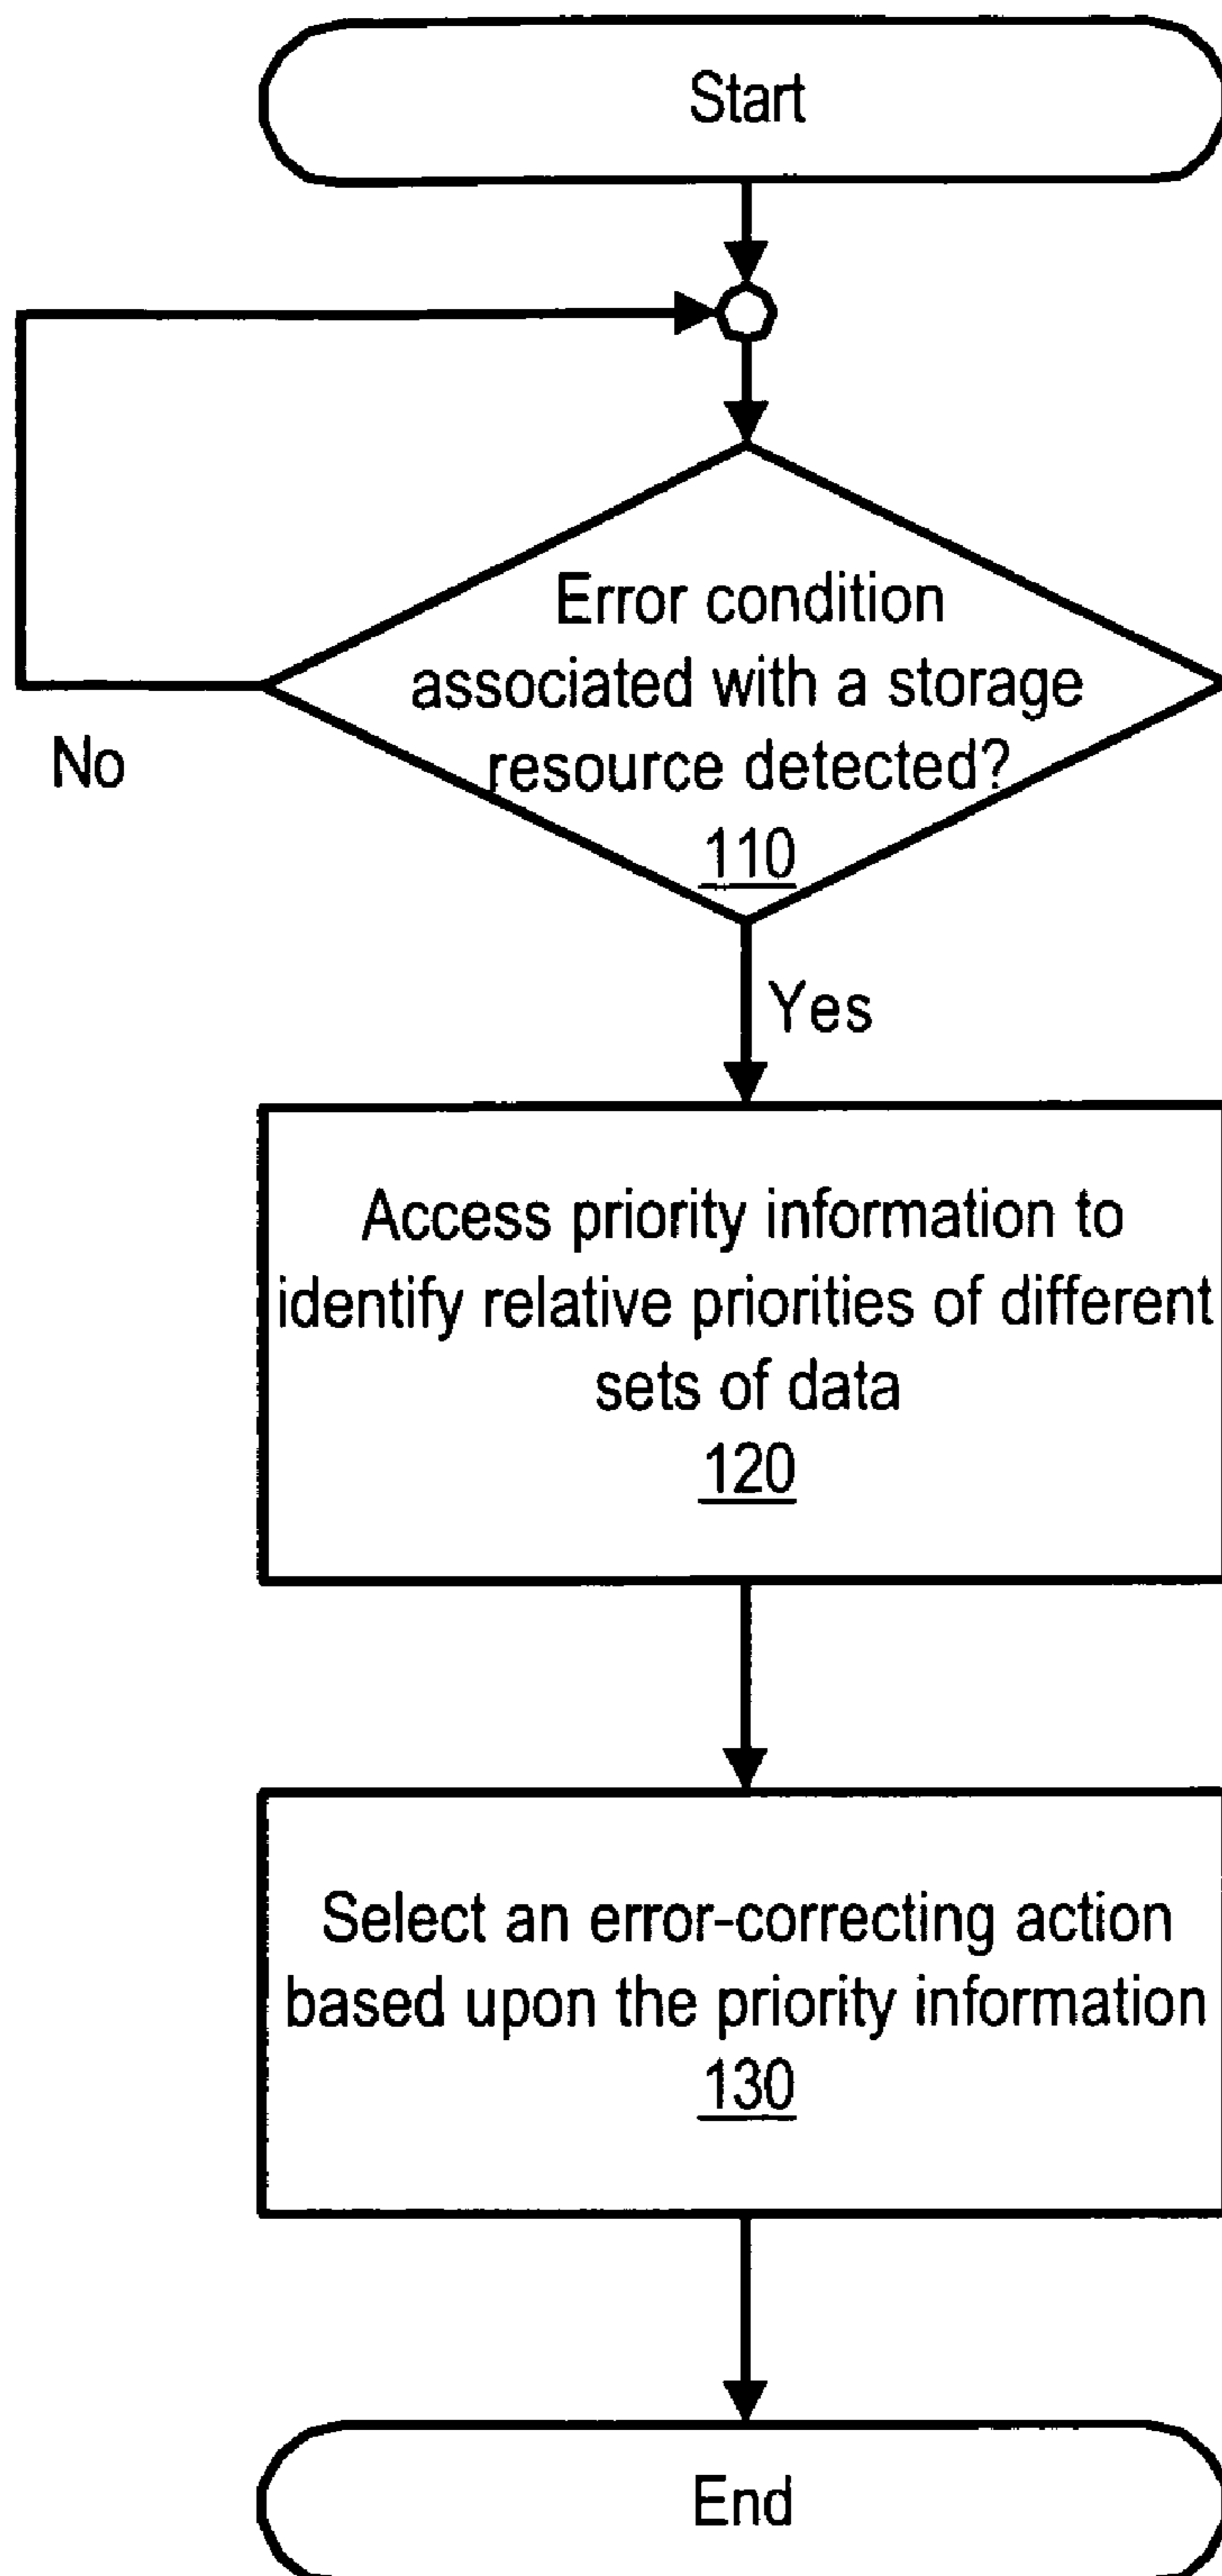 Start
Error condition
associated with a storage
resource detected?
110
No
Yes
Access priority information to
identify relative priorities of different
sets of data
120
Select an error-correcting action
based upon the priority information
130
End